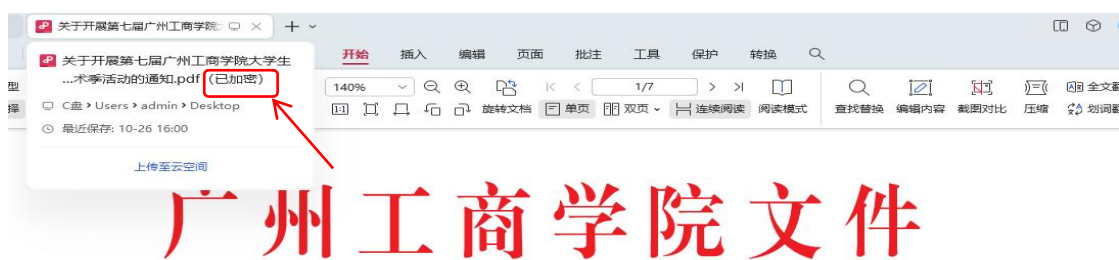 关于开展第七届广州工商学院
开始 插入 编辑 页面 批注 工具 保护 转换
关于开展第七届广州工商学院大学生
...术季活动的通知.pdf（已加密）
型 140% 1/7 查找替换 编辑内容 截图对比 压缩 全文翻
择 旋转文档 单页 双页 连续阅读 阅读模式 划词翻
C盘 › Users › admin › Desktop
最近保存: 10-26 16:00
上传至云空间
广州工商学院文件